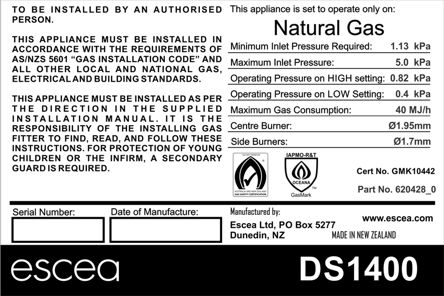 TO BE INSTALLED BY AN AUTHORISED
PERSON.
THIS APPLIANCE MUST BE INSTALLED IN
ACCORDANCE WITH THE REQUIREMENTS OF
AS/NZS 5601 “GAS INSTALLATION CODE” AND
ALL OTHER LOCAL AND NATIONAL GAS,
ELECTRICAL AND BUILDING STANDARDS.
THIS APPLIANCE MUST BE INSTALLED AS PER
THE DIRECTION IN THE SUPPLIED
INSTALLATION MANUAL. IT IS THE
RESPONSIBILITY OF THE INSTALLING GAS
FITTER TO FIND, READ, AND FOLLOW THESE
INSTRUCTIONS. FOR PROTECTION OF YOUNG
CHILDREN OR THE INFIRM, A SECONDARY
GUARD IS REQUIRED.
This appliance is set to operate only on:
Natural Gas
Minimum Inlet Pressure Required: 1.13 kPa
Maximum Inlet Pressure: 5.0 kPa
Operating Pressure on HIGH setting: 0.82 kPa
Operating Pressure on LOW Setting: 0.4 kPa
Maximum Gas Consumption: 40 MJ/h
Centre Burner: Ø1.95mm
Side Burners: Ø1.7mm
IAPMO-R&T
OCEANA
GasMark
Cert No. GMK10442
Part No. 620428_0
Serial Number:
Date of Manufacture:
Manufactured by:
Escea Ltd, PO Box 5277
Dunedin, NZ
www.escea.com
MADE IN NEW ZEALAND
escea
DS1400